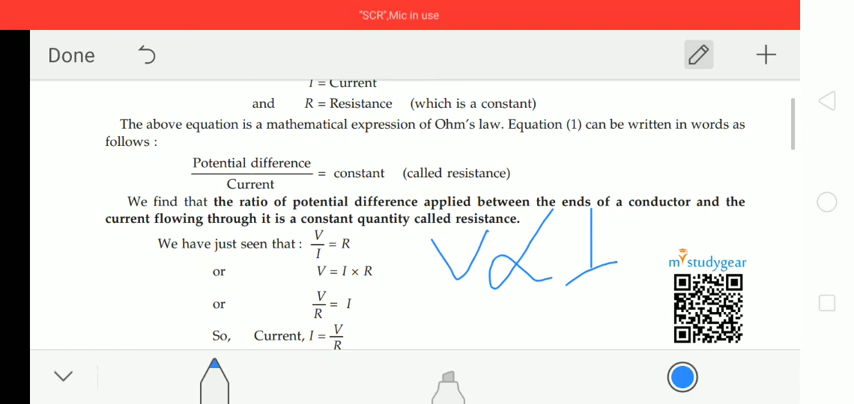 "SCR",Mic in use
Done
I = Current
and R = Resistance (which is a constant)
The above equation is a mathematical expression of Ohm's law. Equation (1) can be written in words as
follows :
Potential difference / Current = constant (called resistance)
We find that the ratio of potential difference applied between the ends of a conductor and the
current flowing through it is a constant quantity called resistance.
We have just seen that : V/I = R
or V = I × R
or V/R = I
So, Current, I = V/R
V α I
mystudygear